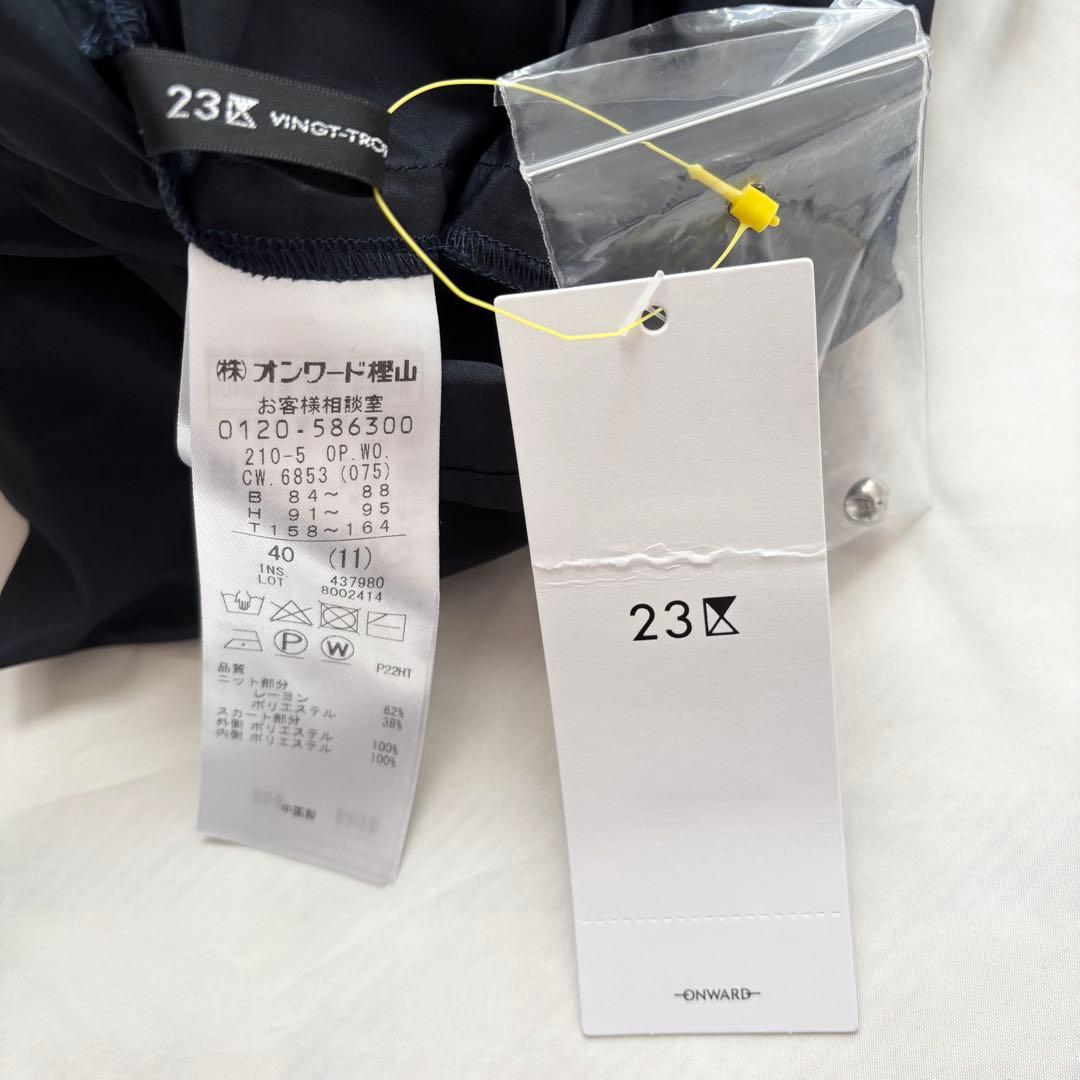 23区 VINGT-TROI
(株)オンワード樫山
お客様相談室
0120-586300
210-5 OP.WO.
CW.6853 (075)
B 84～ 88
H 91～ 95
T 158～164
40 (11)
INS. 437980
LOT 8002414
P
W
品質 P22HT
ニット部分
レーヨン 62%
ポリエステル 38%
スカート部分
外側 ポリエステル 100%
内側 ポリエステル 100%
中国製
23区
ONWARD